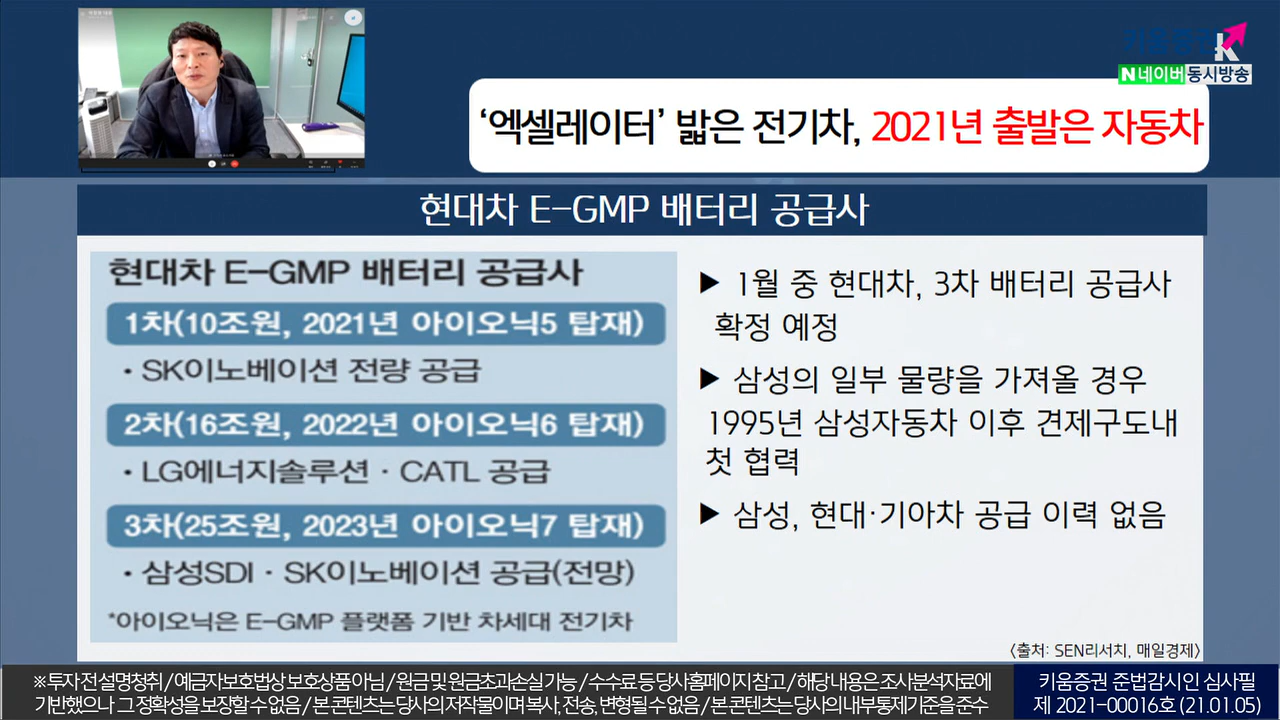 키움증권
N 네이버 동시방송
‘엑셀레이터’ 밟은 전기차, 2021년 출발은 자동차
현대차 E-GMP 배터리 공급사
현대차 E-GMP 배터리 공급사
1차(10조원, 2021년 아이오닉5 탑재)
• SK이노베이션 전량 공급
2차(16조원, 2022년 아이오닉6 탑재)
• LG에너지솔루션 · CATL 공급
3차(25조원, 2023년 아이오닉7 탑재)
• 삼성SDI · SK이노베이션 공급(전망)
*아이오닉은 E-GMP 플랫폼 기반 차세대 전기차
▶ 1월 중 현대차, 3차 배터리 공급사
확정 예정
▶ 삼성의 일부 물량을 가져올 경우
1995년 삼성자동차 이후 견제구도내
첫 협력
▶ 삼성, 현대·기아차 공급 이력 없음
<출처: SEN리서치, 매일경제>
※ 투자 전 설명청취 / 예금자보호법상 보호상품 아님 / 원금 및 원금초과손실 가능 / 수수료 등 당사홈페이지 참고 / 해당 내용은 조사분석자료에
기반했으나 그 정확성을 보장할 수 없음 / 본 콘텐츠는 당사의 저작물이며 복사, 전송, 변형될 수 없음 / 본 콘텐츠는 당사의 내부통제기준을 준수
키움증권 준법감시인 심사필
제 2021-00016호 (21.01.05)